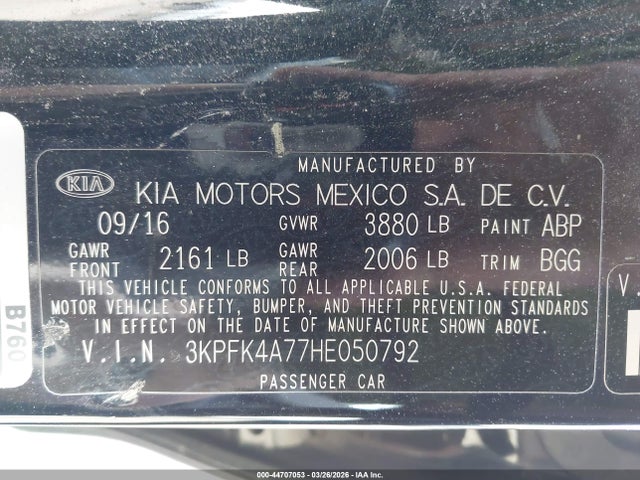 MANUFACTURED BY
KIA KIA MOTORS MEXICO S.A. DE C.V.
09/16 GVWR 3880 LB PAINT ABP
GAWR FRONT 2161 LB GAWR REAR 2006 LB TRIM BGG
THIS VEHICLE CONFORMS TO ALL APPLICABLE U.S.A. FEDERAL
MOTOR VEHICLE SAFETY, BUMPER, AND THEFT PREVENTION STANDARDS
IN EFFECT ON THE DATE OF MANUFACTURE SHOWN ABOVE.
V.I.N. 3KPFK4A77HE050792
PASSENGER CAR
B760
V.
000-44707053 — 03/26/2026 — IAA Inc.